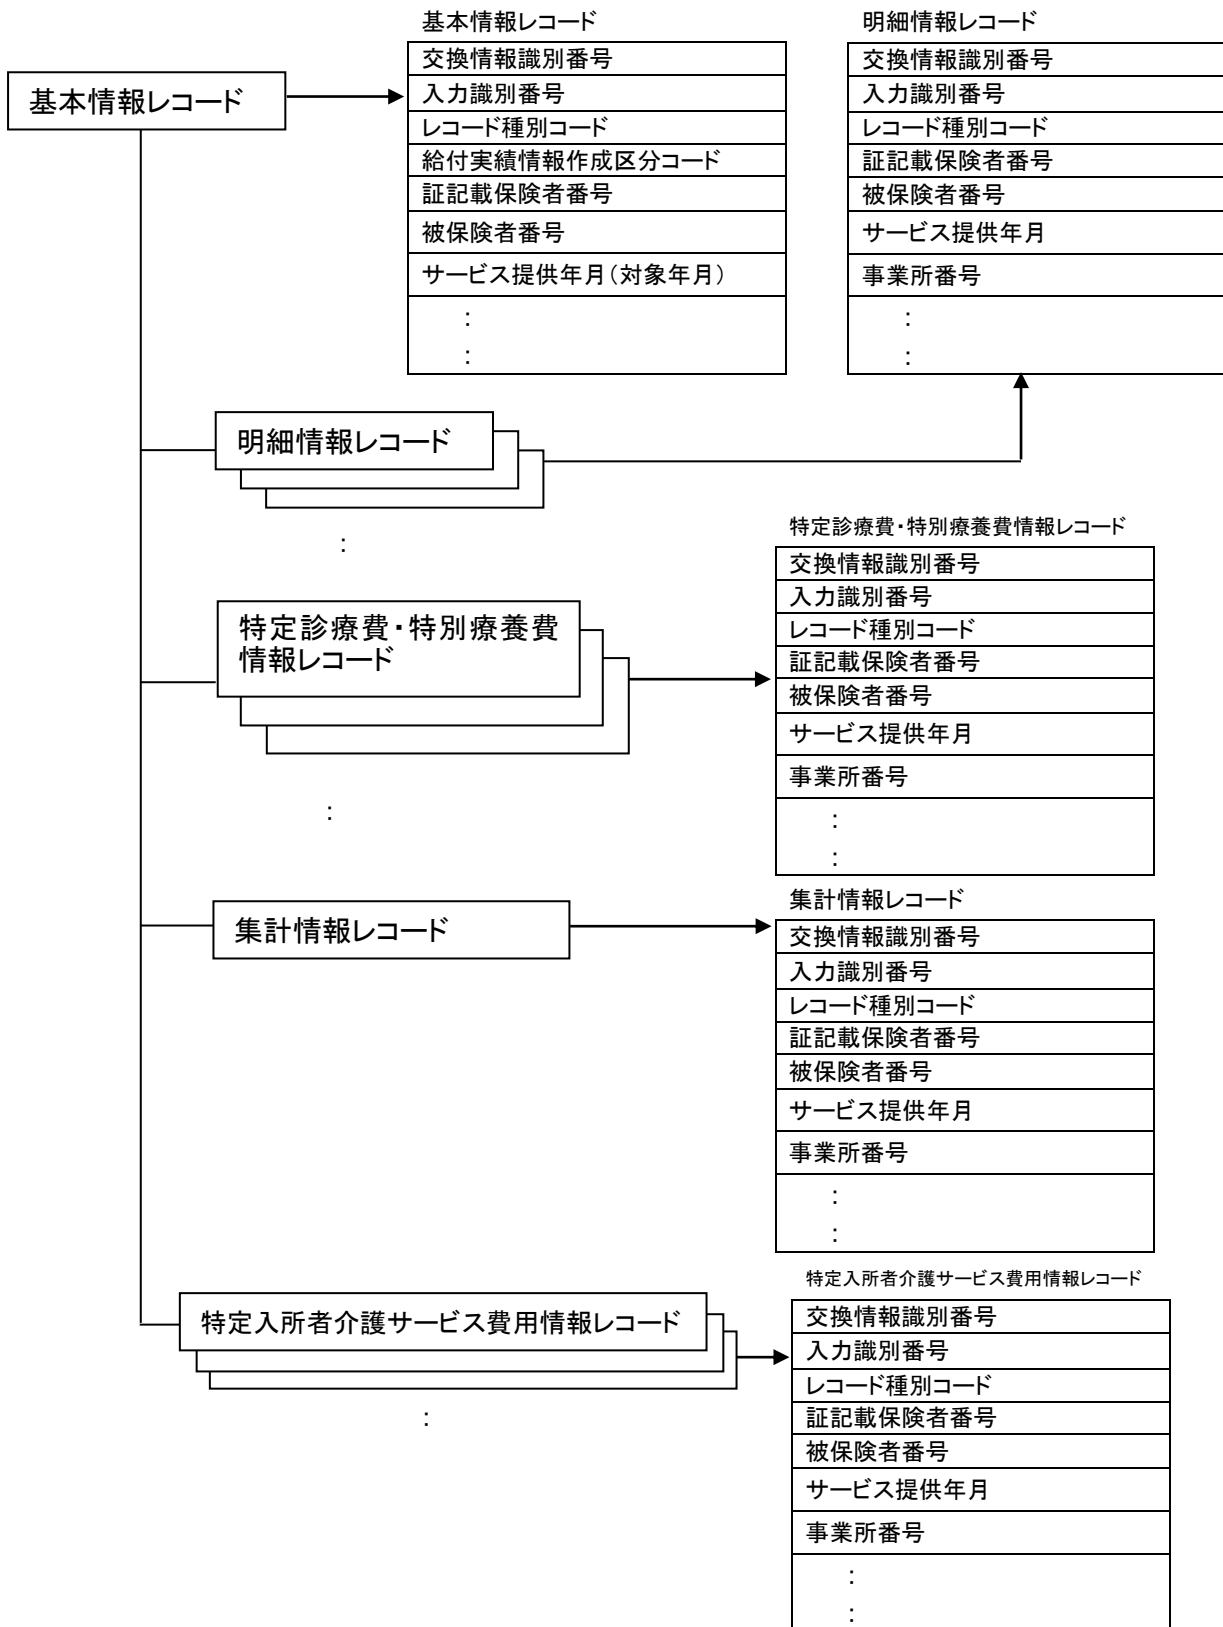 基本情報レコード
基本情報レコード
交換情報識別番号
入力識別番号
レコード種別コード
給付実績情報作成区分コード
証記載保険者番号
被保険者番号
サービス提供年月(対象年月)
:
:
明細情報レコード
交換情報識別番号
入力識別番号
レコード種別コード
証記載保険者番号
被保険者番号
サービス提供年月
事業所番号
:
:
明細情報レコード
:
特定診療費・特別療養費
情報レコード
:
特定診療費・特別療養費情報レコード
交換情報識別番号
入力識別番号
レコード種別コード
証記載保険者番号
被保険者番号
サービス提供年月
事業所番号
:
:
集計情報レコード
集計情報レコード
交換情報識別番号
入力識別番号
レコード種別コード
証記載保険者番号
被保険者番号
サービス提供年月
事業所番号
:
:
特定入所者介護サービス費用情報レコード
:
特定入所者介護サービス費用情報レコード
交換情報識別番号
入力識別番号
レコード種別コード
証記載保険者番号
被保険者番号
サービス提供年月
事業所番号
:
: